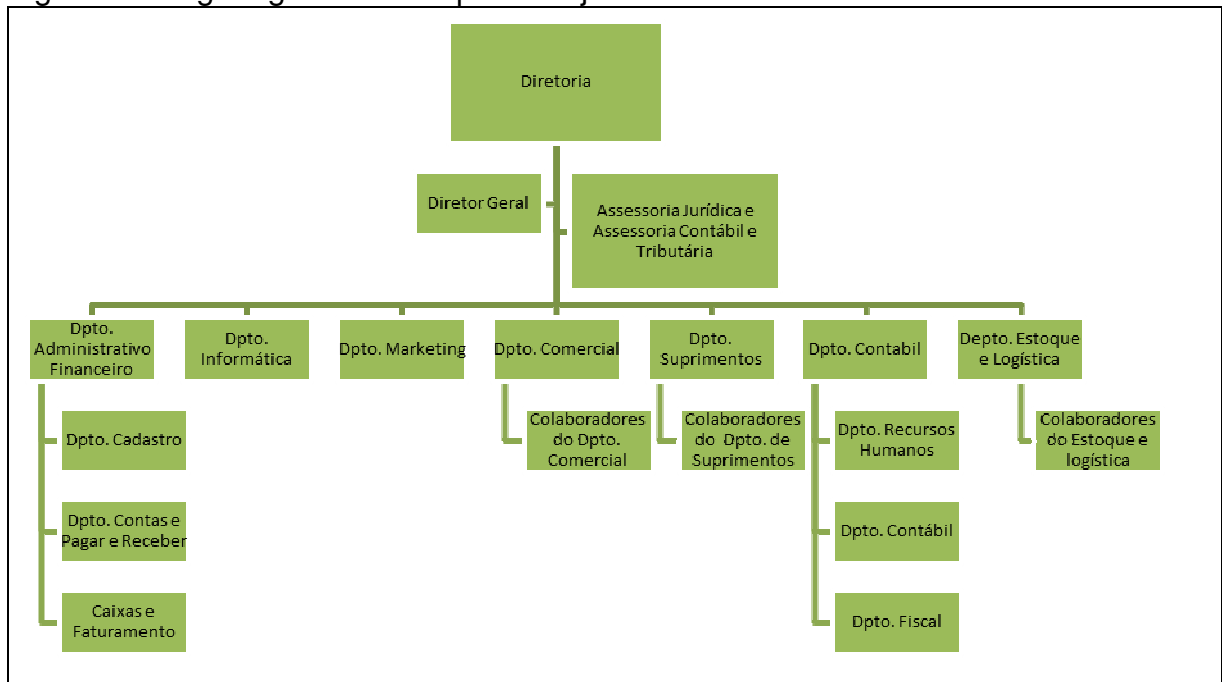 Diretoria
Diretor Geral
Assessoria Jurídica e
Assessoria Contábil e
Tributária
Dpto.
Administrativo
Financeiro
Dpto.
Informática
Dpto. Marketing
Dpto. Comercial
Dpto.
Suprimentos
Dpto. Contabil
Depto. Estoque
e Logística
Dpto. Cadastro
Colaboradores
do Dpto.
Comercial
Colaboradores
do Dpto. de
Suprimentos
Dpto. Recursos
Humanos
Colaboradores
do Estoque e
logística
Dpto. Contas e
Pagar e Receber
Dpto. Contábil
Caixas e
Faturamento
Dpto. Fiscal